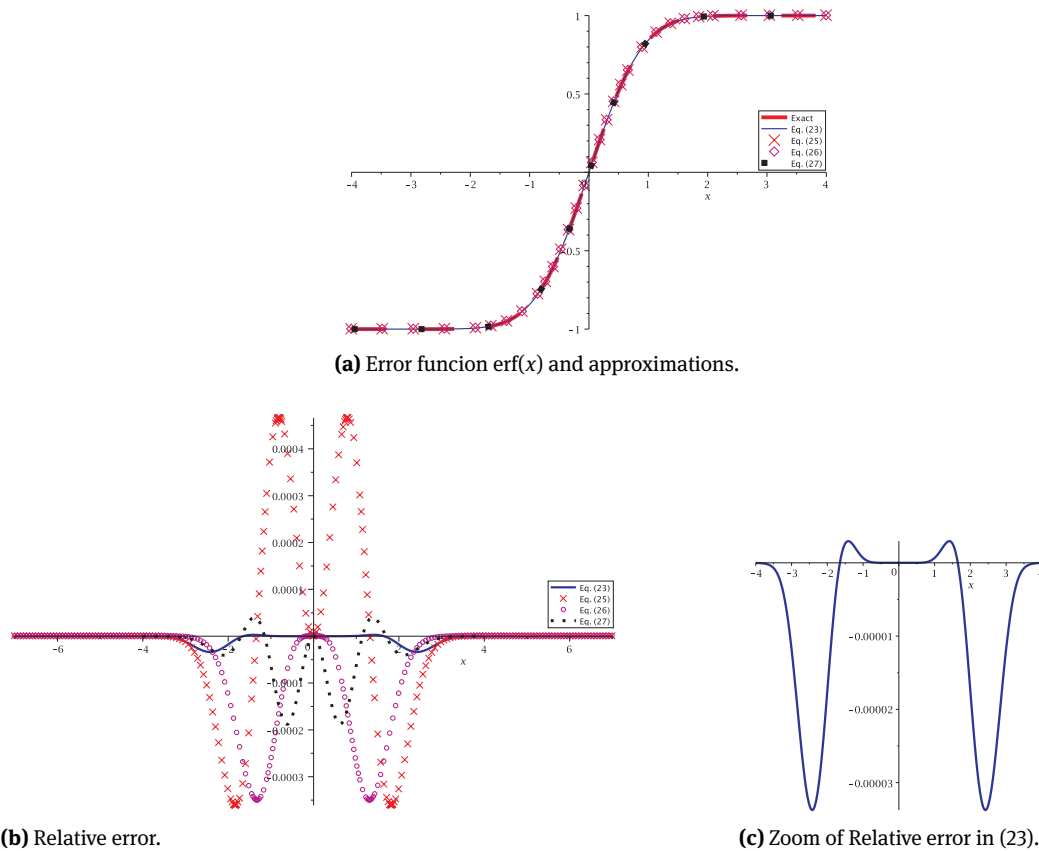 1
0.5
-4
-3
-2
-1
0
1
2
3
4
x
-0.5
-1
Exact
Eq. (23)
Eq. (25)
Eq. (26)
Eq. (27)
(a) Error funcion erf(x) and approximations.
0.0004
0.0003
0.0002
0.0001
-6
-4
-2
2
4
6
x
-0.0001
-0.0002
-0.0003
Eq. (23)
Eq. (25)
Eq. (26)
Eq. (27)
(b) Relative error.
-4
-3
-2
-1
0
1
2
3
4
x
-0.00001
-0.00002
-0.00003
(c) Zoom of Relative error in (23).